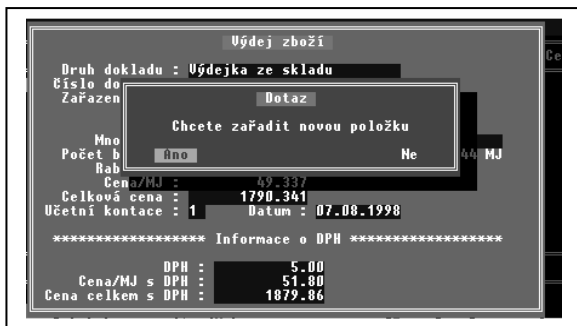 Výdej zboží
Ce
Druh dokladu : Výdejka ze skladu
Číslo do
Zařazen
Dotaz
Chcete zařadit novou položku
Mno
Počet b
Ano
Ne
44 MJ
Rab
Cena/MJ : 49.337
Celková cena : 1790.341
Učetní kontace : 1 Datum : 07.08.1998
****************** Informace o DPH ******************
DPH : 5.00
Cena/MJ s DPH : 51.80
Cena celkem s DPH : 1879.86